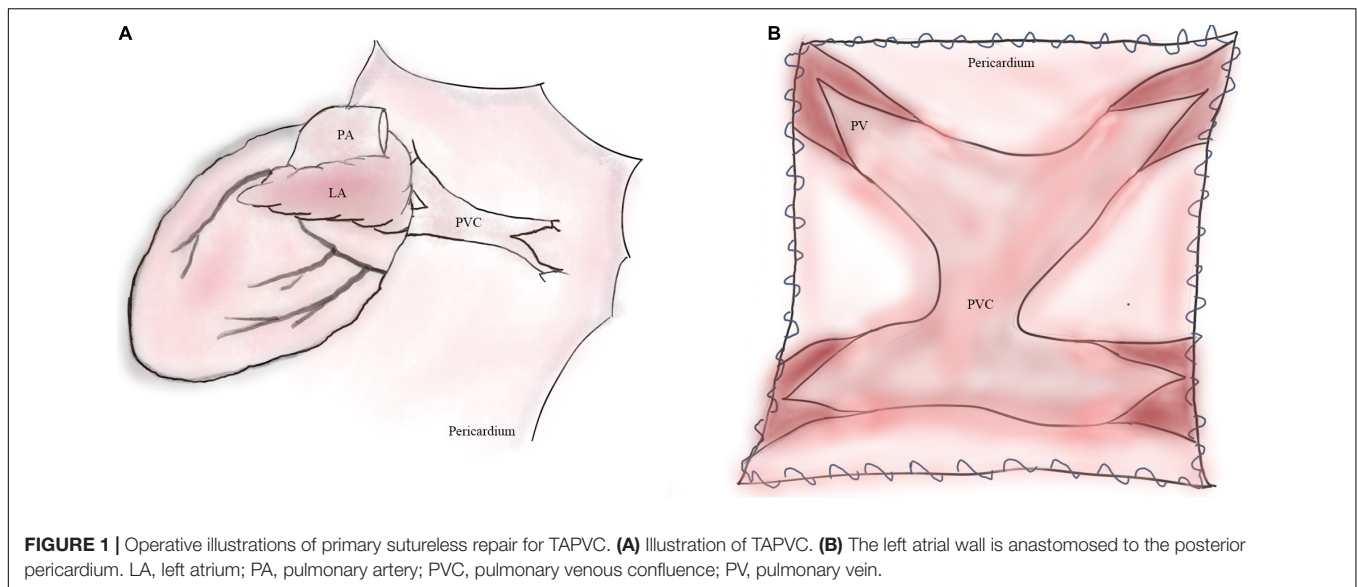 A
PA
LA
PVC
Pericardium
B
Pericardium
PV
PVC
FIGURE 1 | Operative illustrations of primary sutureless repair for TAPVC. (A) Illustration of TAPVC. (B) The left atrial wall is anastomosed to the posterior
pericardium. LA, left atrium; PA, pulmonary artery; PVC, pulmonary venous confluence; PV, pulmonary vein.